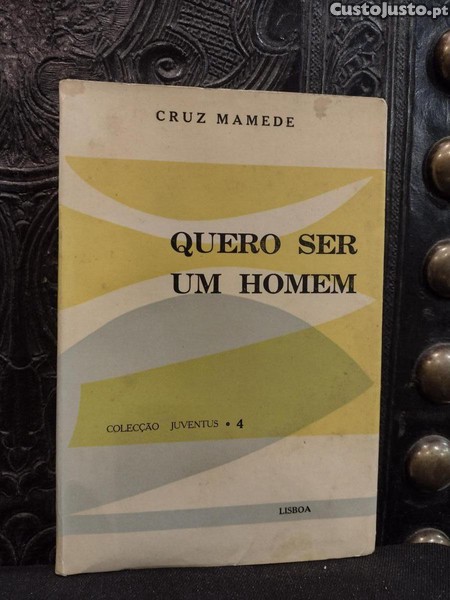 CustoJusto.pt
CRUZ MAMEDE
QUERO SER
UM HOMEM
COLECÇÃO JUVENTUS • 4
LISBOA